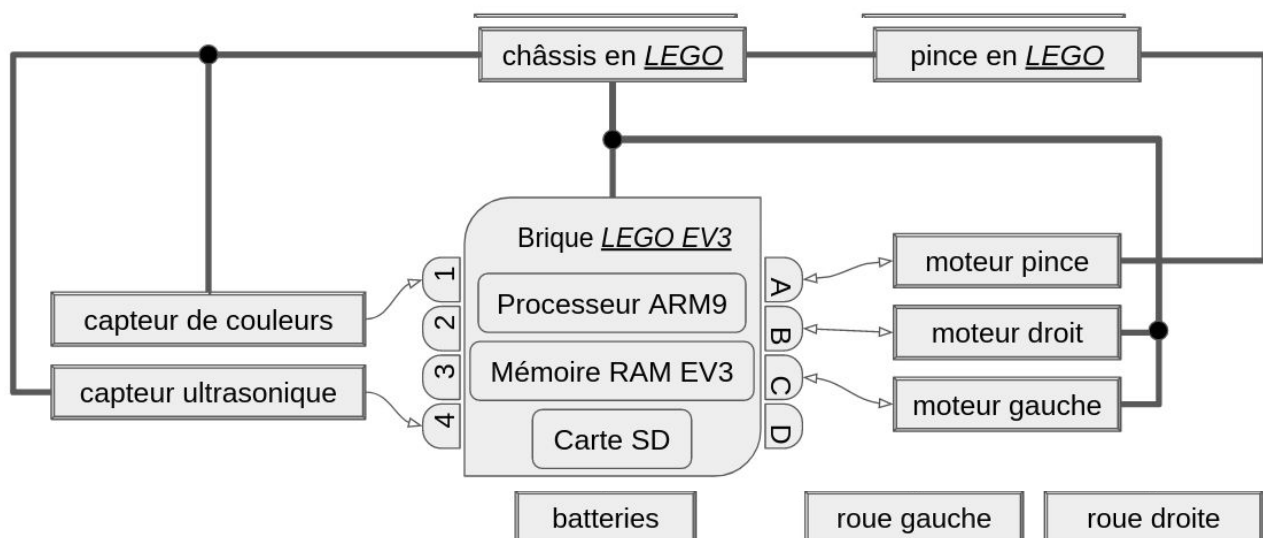 châssis en LEGO
pince en LEGO
Brique LEGO EV3
moteur pince
1
A
Processeur ARM9
capteur de couleurs
2
B
moteur droit
3
Mémoire RAM EV3
C
capteur ultrasonique
moteur gauche
4
Carte SD
D
batteries
roue gauche
roue droite